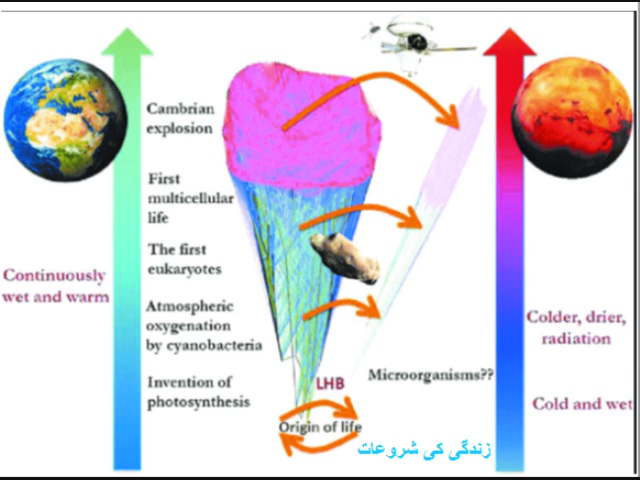 Cambrian
explosion
First
multicellular
life
The first
eukaryotes
Continuously
wet and warm
Atmospheric
oxygenation
by cyanobacteria
Invention of
photosynthesis
LHB
Origin of life
زندگی کی شروعات
Microorganisms??
Colder, drier,
radiation
Cold and wet